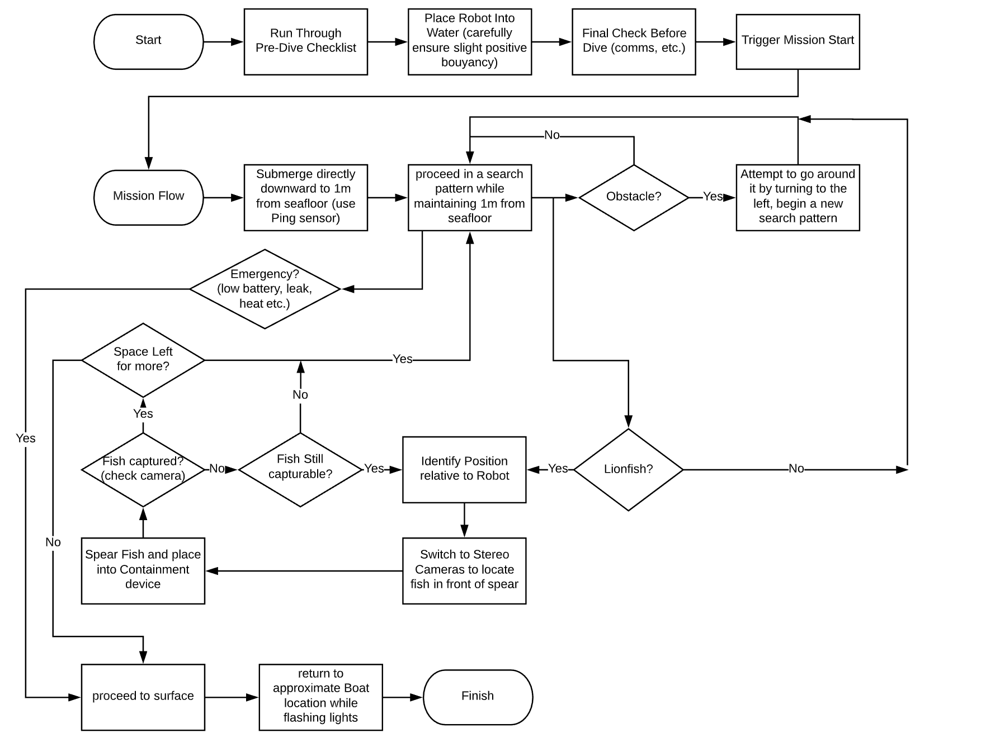 Start
Run Through
Pre-Dive Checklist
Place Robot Into
Water (carefully
ensure slight positive
bouyancy)
Final Check Before
Dive (comms, etc.)
Trigger Mission Start
No
Mission Flow
Submerge directly
downward to 1m
from seafloor (use
Ping sensor)
proceed in a search
pattern while
maintaining 1m from
seafloor
Obstacle?
Yes
Attempt to go around
it by turning to the
left, begin a new
search pattern
Emergency?
(low battery, leak,
heat etc.)
Space Left
for more?
Yes
No
Yes
Yes
Fish captured?
(check camera)
No
Fish Still
capturable?
Yes
Identify Position
relative to Robot
Yes
Lionfish?
No
No
Spear Fish and place
into Containment
device
Switch to Stereo
Cameras to locate
fish in front of spear
proceed to surface
return to
approximate Boat
location while
flashing lights
Finish